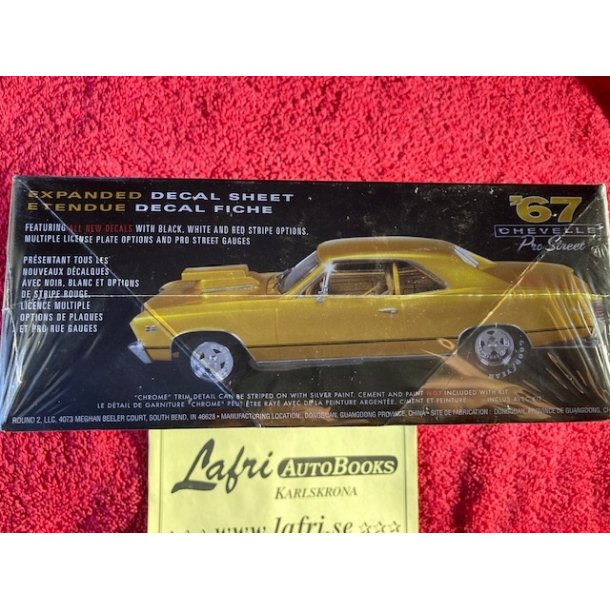 EXPANDED DECAL SHEET
ETENDUE DECAL FICHE
FEATURING ALL NEW DECALS WITH BLACK, WHITE AND RED STRIPE OPTIONS,
MULTIPLE LICENSE PLATE OPTIONS AND PRO STREET GAUGES
PRÉSENTANT TOUS LES
NOUVEAUX DÉCALQUES
AVEC NOIR, BLANC ET OPTIONS
DE STRIPE ROUGE,
LICENCE MULTIPLE
OPTIONS DE PLAQUES
ET PRO RUE GAUGES
'67
CHEVELLE
Pro Street
GOODYEAR
"CHROME" TRIM DETAIL CAN BE STRIPED ON WITH SILVER PAINT. CEMENT AND PAINT NOT INCLUDED WITH KIT.
LE DÉTAIL DE GARNITURE "CHROME" PEUT ÊTRE RAYÉ AVEC DE LA PEINTURE ARGENTÉE. CIMENT ET PEINTURE INCLUS AVEC KIT.
ROUND 2, LLC, 4073 MEGHAN BEELER COURT, SOUTH BEND, IN 46628 • MANUFACTURING LOCATION, DONGGUAN, GUANGDONG PROVINCE, CHINA SITE DE FABRICATION : DONGGUAN, PROVINCE DE GUANGDONG, CH
Lafri AUTOBOOKS
KARLSKRONA
www.lafri.se